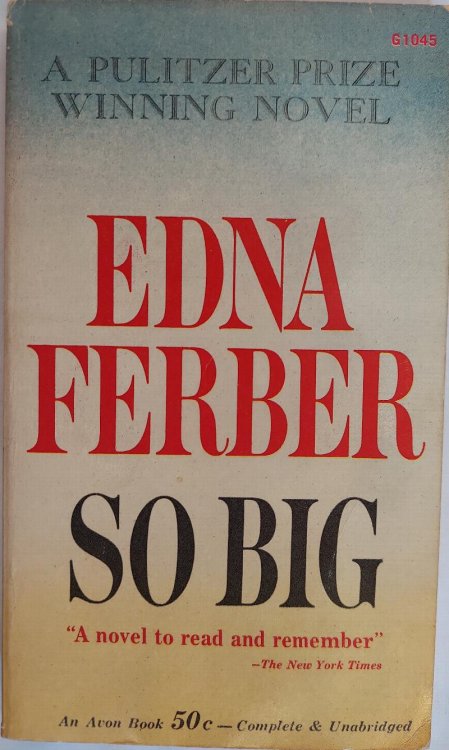 G1045
A PULITZER PRIZE
WINNING NOVEL
EDNA
FERBER
SO BIG
"A novel to read and remember"
—The New York Times
An Avon Book 50c — Complete & Unabridged